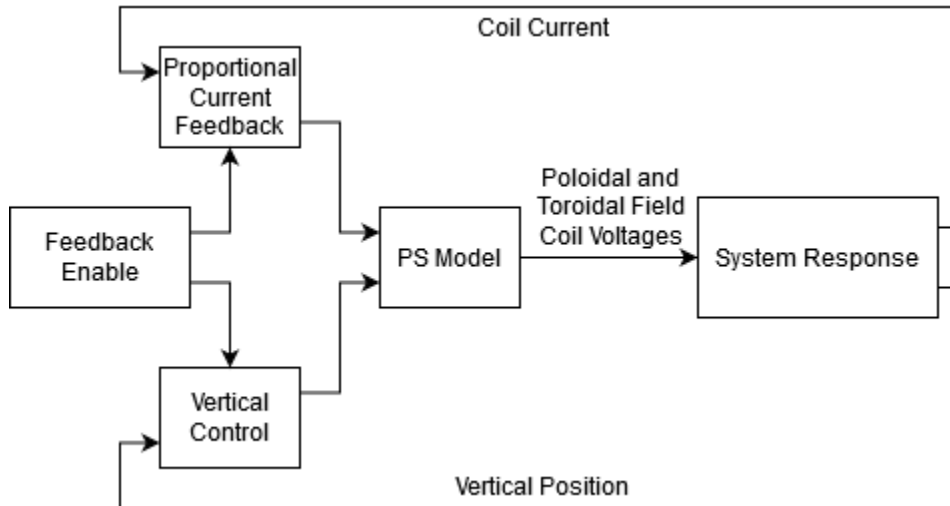 Coil Current
Proportional
Current
Feedback
Feedback
Enable
PS Model
Poloidal and
Toroidal Field
Coil Voltages
System Response
Vertical
Control
Vertical Position